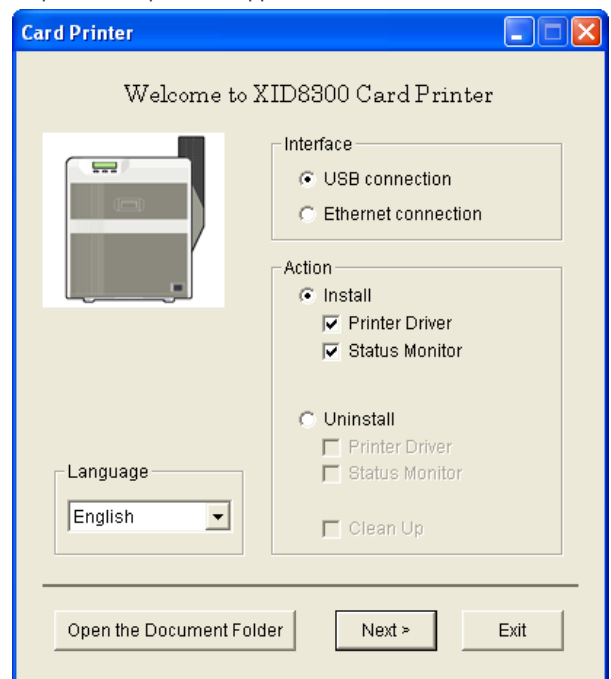 Card Printer
Welcome to XID8300 Card Printer
Interface
USB connection
Ethernet connection
Action
Install
Printer Driver
Status Monitor
Uninstall
Printer Driver
Status Monitor
Clean Up
Language
English
Open the Document Folder
Next >
Exit